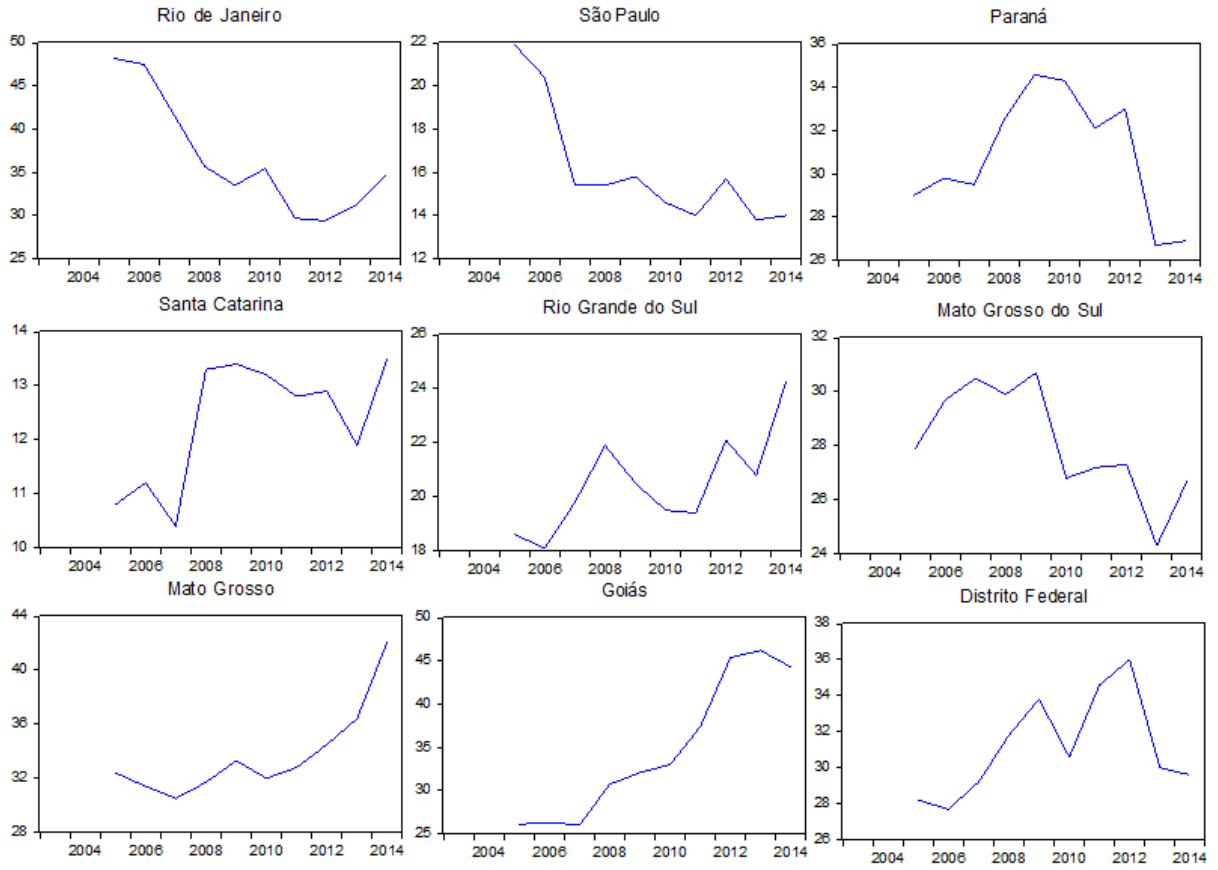 Rio de Janeiro
50
45
40
35
30
25
2004 2006 2008 2010 2012 2014
São Paulo
22
20
18
16
14
12
2004 2006 2008 2010 2012 2014
Paraná
36
34
32
30
28
26
2004 2006 2008 2010 2012 2014
Santa Catarina
14
13
12
11
10
2004 2006 2008 2010 2012 2014
Rio Grande do Sul
26
24
22
20
18
2004 2006 2008 2010 2012 2014
Mato Grosso do Sul
32
30
28
26
24
2004 2006 2008 2010 2012 2014
Mato Grosso
44
40
36
32
28
2004 2006 2008 2010 2012 2014
Goiás
50
45
40
35
30
25
2004 2006 2008 2010 2012 2014
Distrito Federal
38
36
34
32
30
28
26
2004 2006 2008 2010 2012 2014